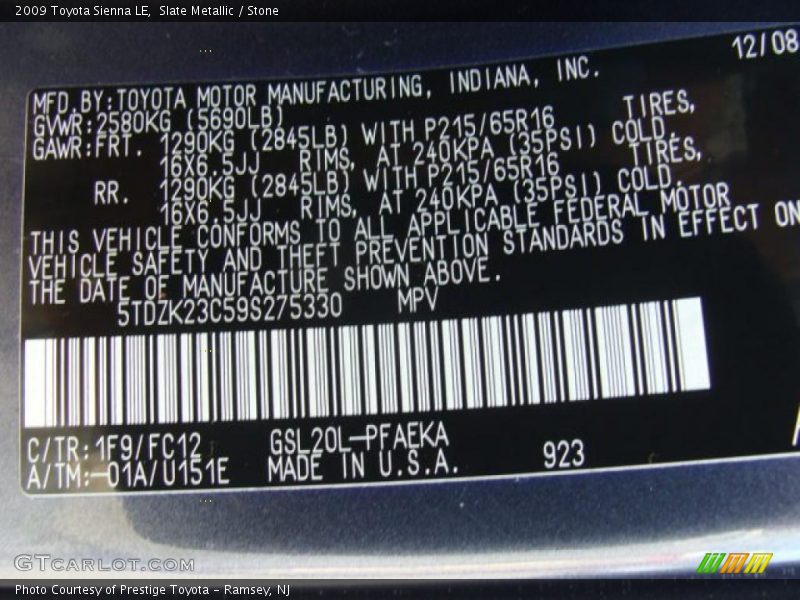 2009 Toyota Sienna LE,  Slate Metallic / Stone
12/08
MFD.BY:TOYOTA MOTOR MANUFACTURING, INDIANA, INC.
GVWR:2580KG (5690LB)
GAWR:FRT. 1290KG (2845LB) WITH P215/65R16 TIRES,
16X6.5JJ RIMS, AT 240KPA (35PSI) COLD.
RR. 1290KG (2845LB) WITH P215/65R16 TIRES,
16X6.5JJ RIMS, AT 240KPA (35PSI) COLD.
THIS VEHICLE CONFORMS TO ALL APPLICABLE FEDERAL MOTOR
VEHICLE SAFETY AND THEFT PREVENTION STANDARDS IN EFFECT ON
THE DATE OF MANUFACTURE SHOWN ABOVE.
5TDZK23C59S275330 MPV
C/TR:1F9/FC12 GSL20L-PFAEKA
A/TM:-01A/U151E MADE IN U.S.A. 923
GTCARLOT.COM
Photo Courtesy of Prestige Toyota - Ramsey, NJ